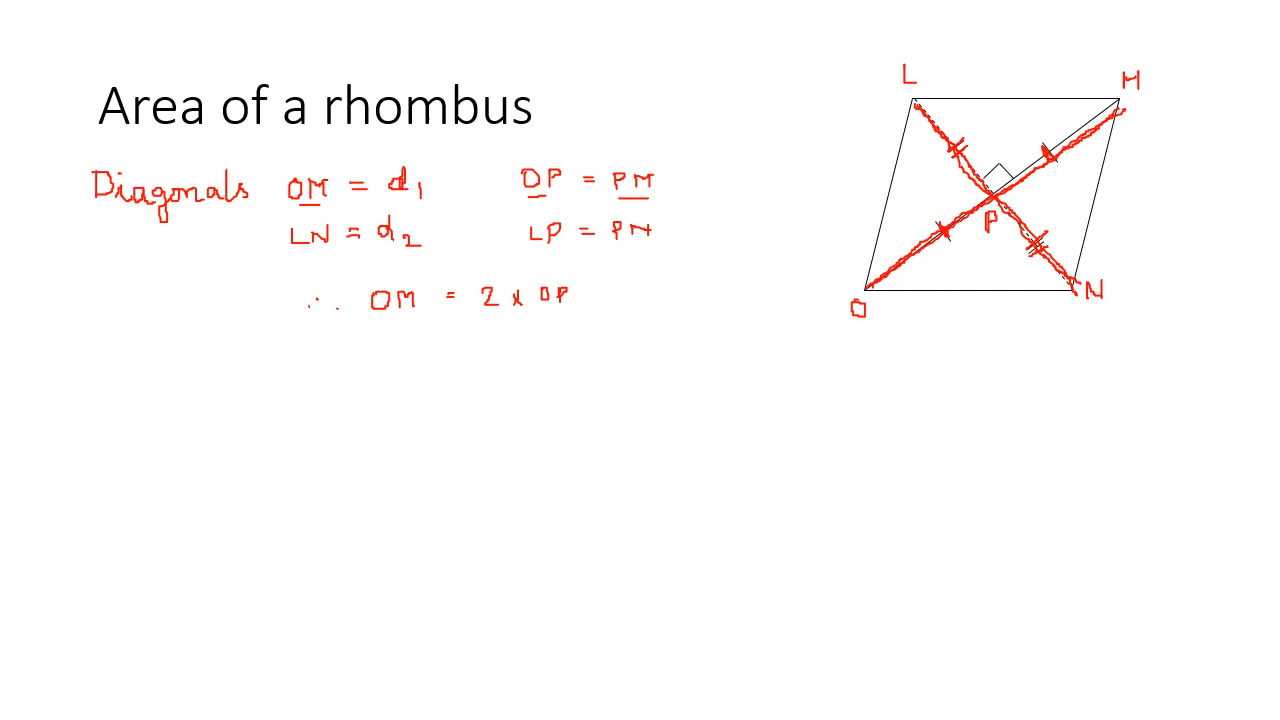 Area of a rhombus
Diagonals OM = d1 OP = PM
LN = d2 LP = PN
∴ OM = 2 x OP
L
M
P
N
O